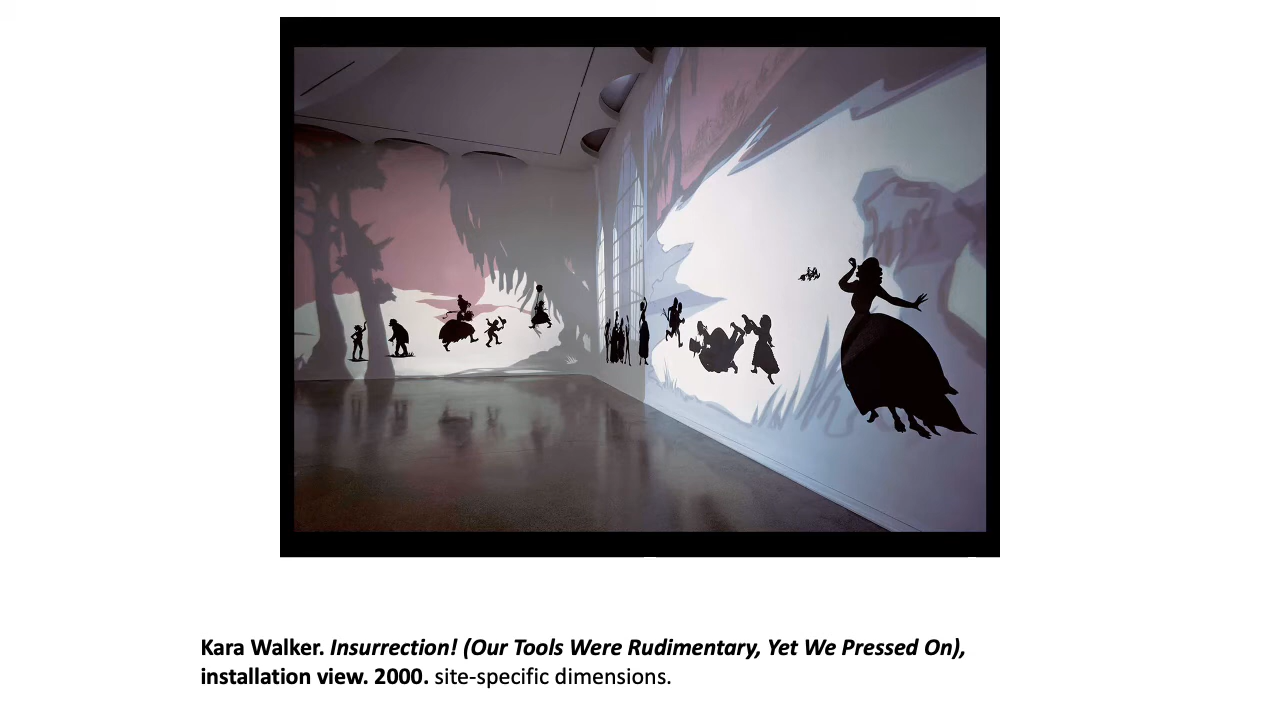 Kara Walker. Insurrection! (Our Tools Were Rudimentary, Yet We Pressed On),
installation view. 2000. site-specific dimensions.